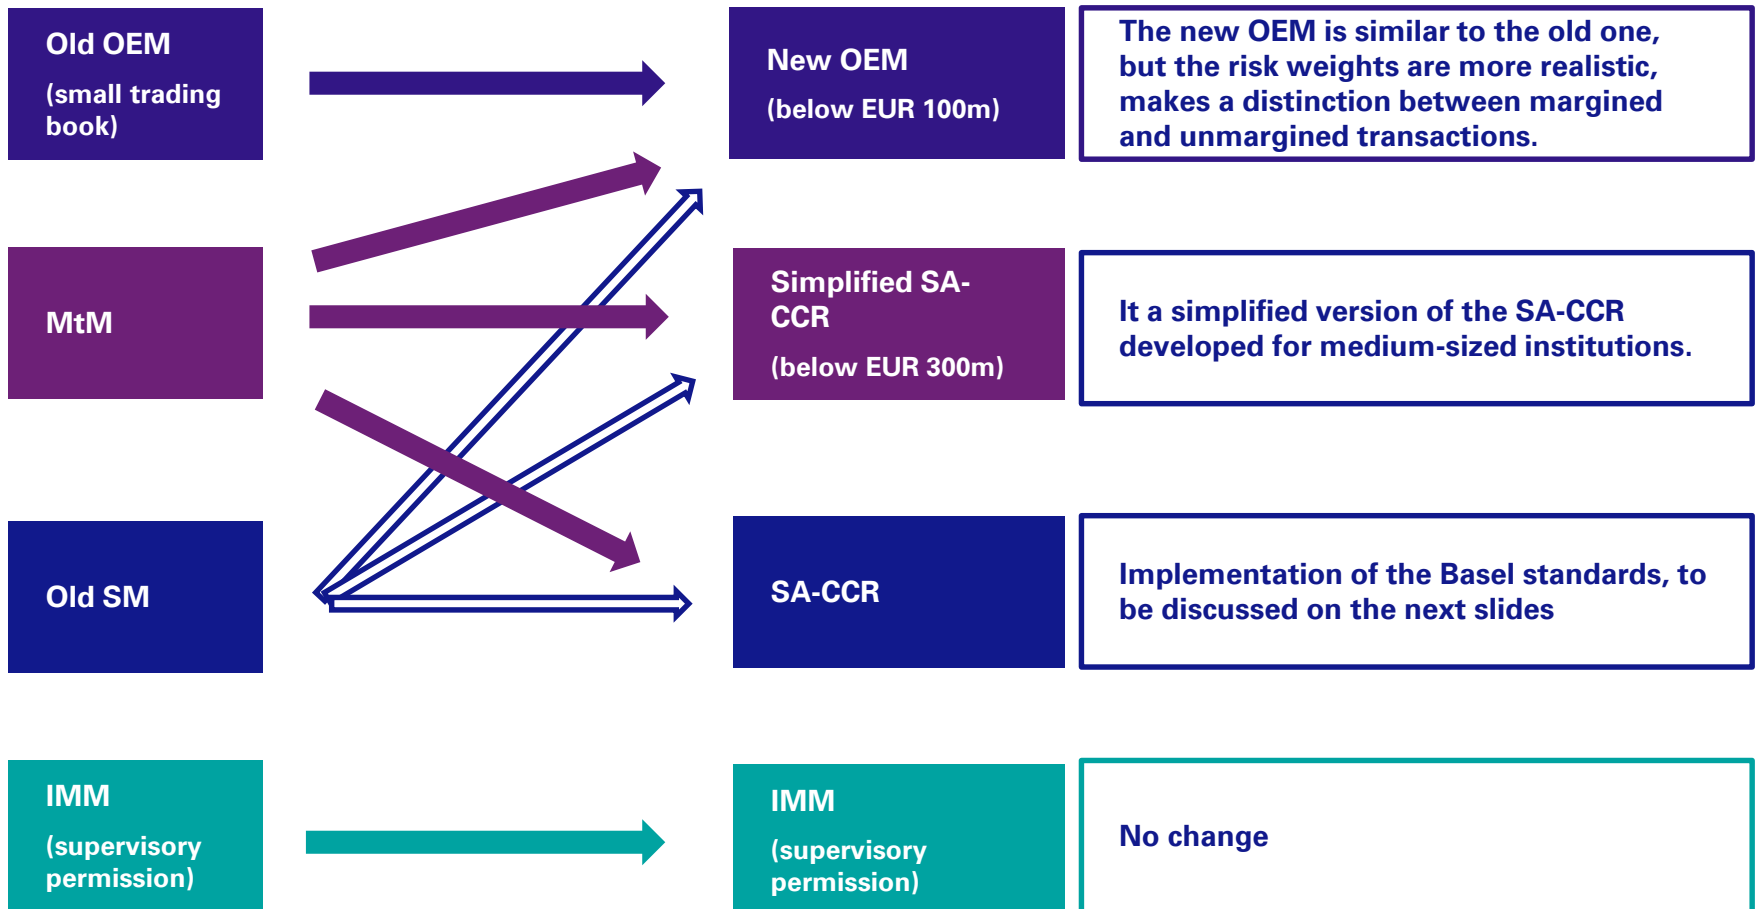 Old OEM
(small trading
book)
New OEM
(below EUR 100m)
The new OEM is similar to the old one,
but the risk weights are more realistic,
makes a distinction between margined
and unmargined transactions.
MtM
Simplified SA-
CCR
(below EUR 300m)
It a simplified version of the SA-CCR
developed for medium-sized institutions.
Old SM
SA-CCR
Implementation of the Basel standards, to
be discussed on the next slides
IMM
(supervisory
permission)
IMM
(supervisory
permission)
No change